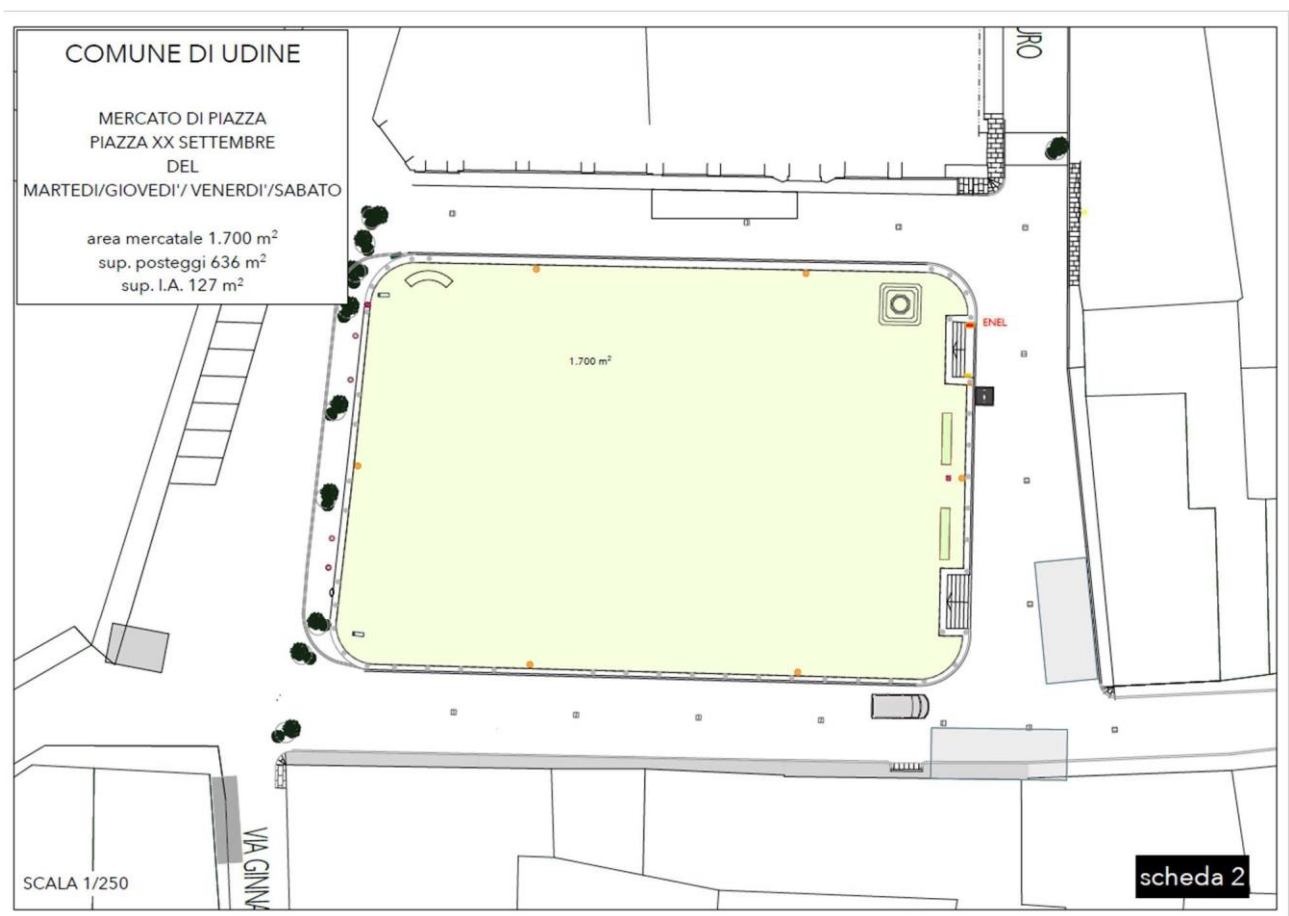 COMUNE DI UDINE
MERCATO DI PIAZZA
PIAZZA XX SETTEMBRE
DEL
MARTEDI/GIOVEDI'/ VENERDI'/SABATO
area mercatale 1.700 m²
sup. posteggi 636 m²
sup. I.A. 127 m²
URO
ENEL
1.700 m²
VIA GINNA
SCALA 1/250
scheda 2